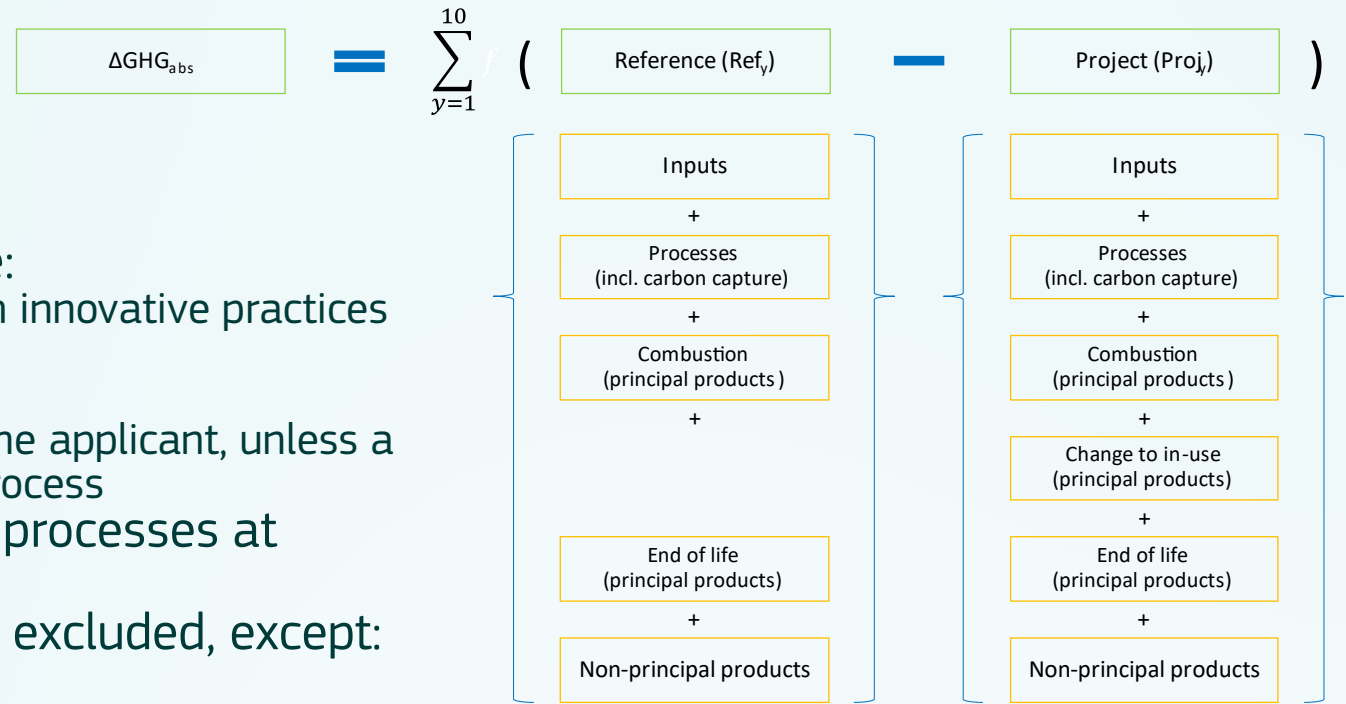 ΔGHGabs = 10 ∑ y=1 ( Reference (Refy) − Project (Projy) )
Inputs
+
Processes
(incl. carbon capture)
+
Combustion
(principal products)
+
End of life
(principal products)
+
Non-principal products
Inputs
+
Processes
(incl. carbon capture)
+
Combustion
(principal products)
+
Change to in-use
(principal products)
+
End of life
(principal products)
+
Non-principal products
innovative practices
applicant, unless a
processes at
excluded, except: